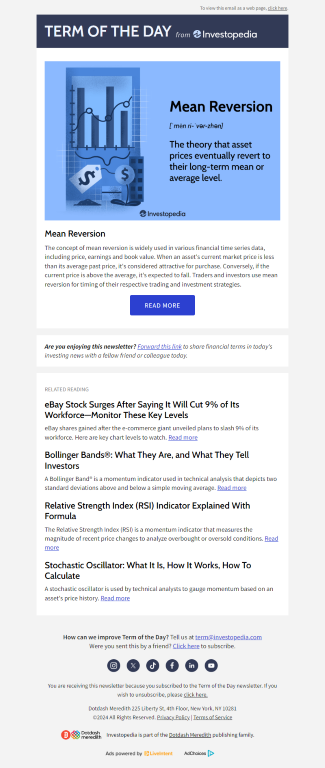 To view this email as a web page, click here.
TERM OF THE DAY from Investopedia
Mean Reversion
The theory that asset
prices eventually revert to
their long-term mean or
average level.
Investopedia
Mean Reversion
The concept of mean reversion is widely used in various financial time series data,
including price, earnings and book value. When an asset's current market price is less
than its average past price, it's considered attractive for purchase. Conversely, if the
current price is above the average, it's expected to fall. Traders and investors use mean
reversion for timing of their respective trading and investment strategies.
READ MORE
Are you enjoying this newsletter? Forward this link to share financial terms in today's
investing news with a fellow friend or colleague today.
RELATED READING
eBay Stock Surges After Saying It Will Cut 9% of Its
Workforce—Monitor These Key Levels
eBay shares gained after the e-commerce giant unveiled plans to slash 9% of its
workforce. Here are key chart levels to watch. Read more
Bollinger Bands®: What They Are, and What They Tell
Investors
A Bollinger Band® is a momentum indicator used in technical analysis that depicts two
standard deviations above and below a simple moving average. Read more
Relative Strength Index (RSI) Indicator Explained With
Formula
The Relative Strength Index (RSI) is a momentum indicator that measures the
magnitude of recent price changes to analyze overbought or oversold conditions. Read
more
Stochastic Oscillator: What It Is, How It Works, How To
Calculate
A stochastic oscillator is used by technical analysts to gauge momentum based on an
asset's price history. Read more
How can we improve Term of the Day? Tell us at term@investopedia.com
Were you sent this by a friend? Click here to subscribe.
You are receiving this newsletter because you subscribed to the Term of the Day newsletter. If you
wish to unsubscribe, please click here.
Dotdash Meredith 225 Liberty St, 4th Floor, New York, NY 10281
©2024 All Rights Reserved. Privacy Policy | Terms of Service
Dotdash meredith Investopedia is part of the Dotdash Meredith publishing family.
Ads powered by LiveIntent AdChoices